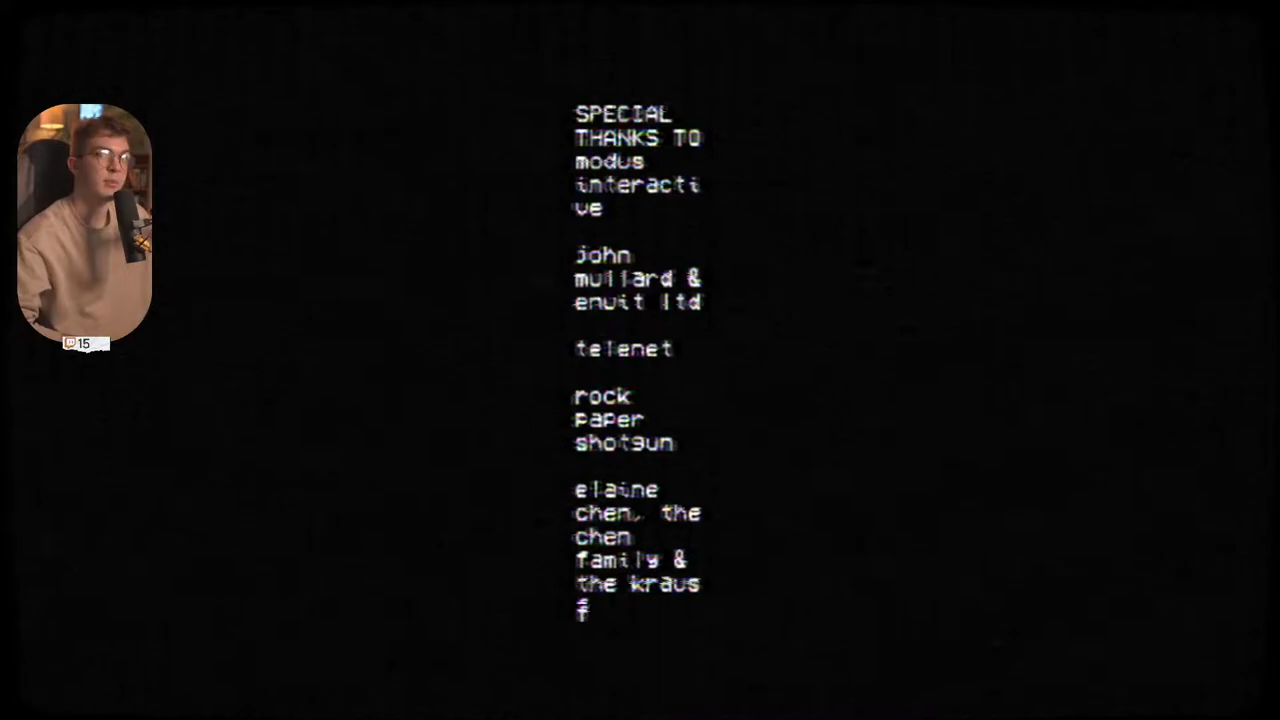 SPECIAL
THANKS TO
modus
interacti
ve
john
mullard &
enuit ltd
telenet
rock
paper
shotgun
elaine
chen, the
chen
family &
the kraus
f
15